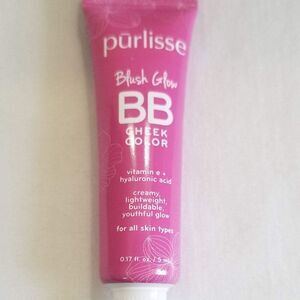 pūrlisse
Blush Glow
BB
CHEEK
COLOR
vitamin e +
hyaluronic acid
creamy,
lightweight,
buildable,
youthful glow
for all skin types
0.17 fl. oz. / 5 ml